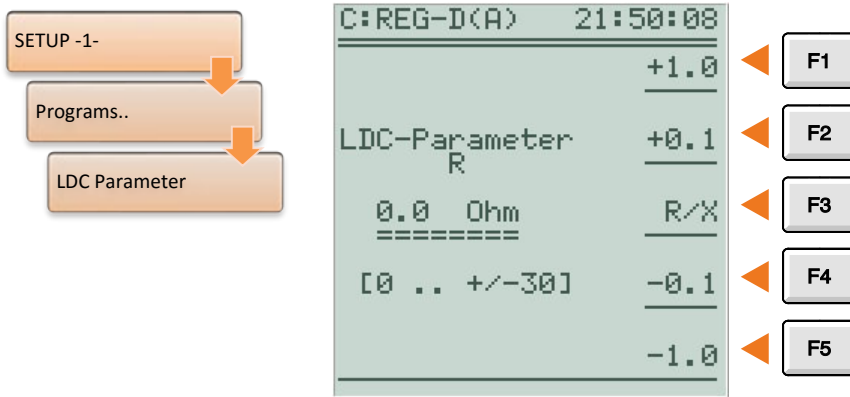 SETUP -1-
Programs..
LDC Parameter
C:REG-D(A) 21:50:08
+1.0
LDC-Parameter +0.1
R
0.0 Ohm R/X
========
[0 .. +/-30] -0.1
-1.0
F1
F2
F3
F4
F5